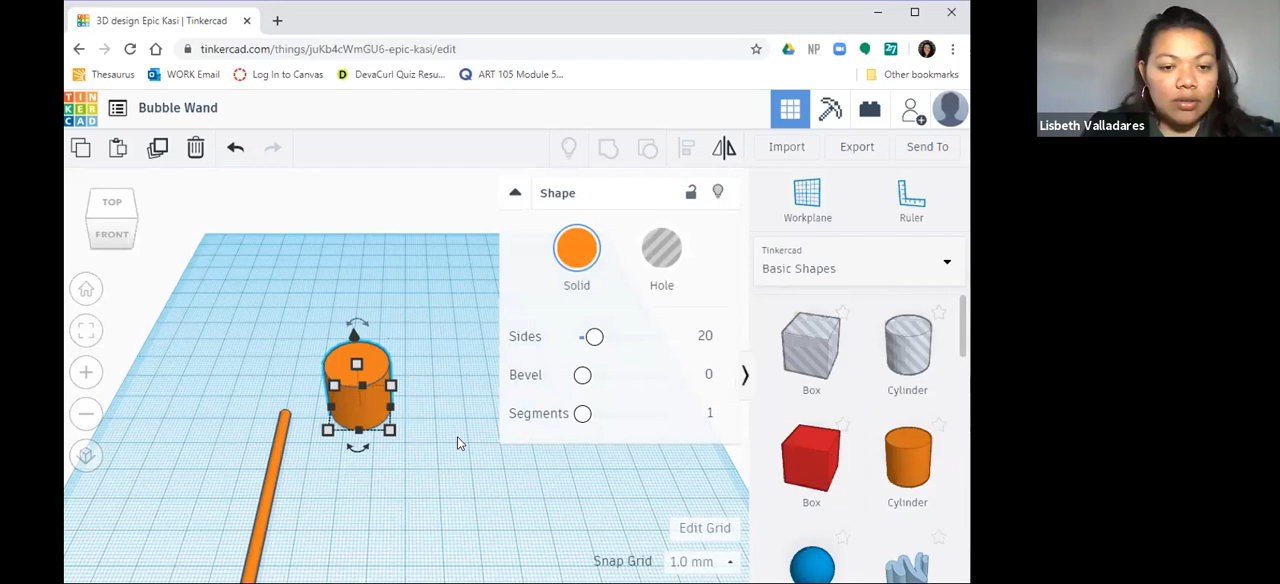 3D design Epic Kasi | Tinkercad
tinkercad.com/things/juKb4cWmGU6-epic-kasi/edit
NP
27
Thesaurus
WORK Email
Log In to Canvas
D
DevaCurl Quiz Resu...
Q
ART 105 Module 5...
Other bookmarks
TIN
KER
CAD
Bubble Wand
Import
Export
Send To
TOP
FRONT
Shape
Solid
Hole
Sides
20
Bevel
0
Segments
1
Workplane
Ruler
Tinkercad
Basic Shapes
Box
Cylinder
Box
Cylinder
Edit Grid
Snap Grid
1.0 mm
Lisbeth Valladares